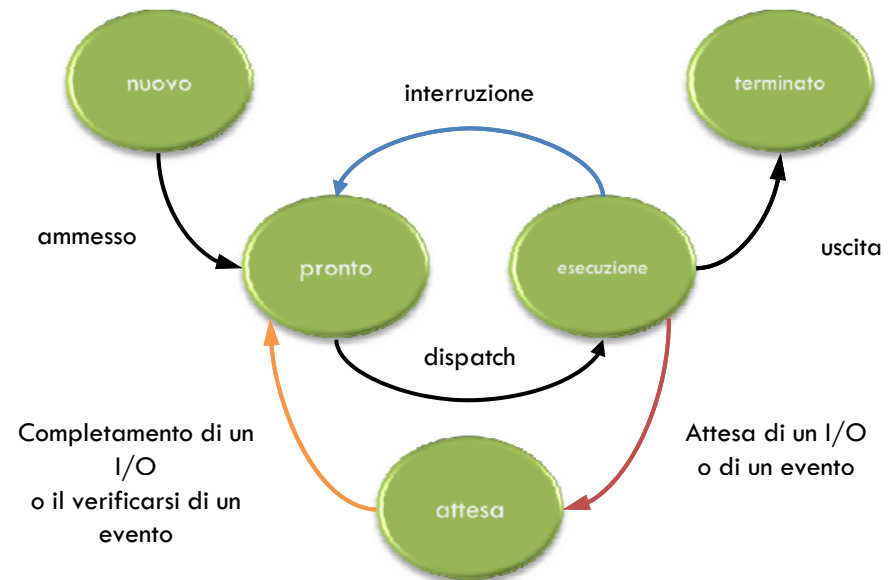 nuovo
terminato
interruzione
ammesso
uscita
pronto
esecuzione
dispatch
Completamento di un
I/O
o il verificarsi di un
evento
Attesa di un I/O
o di un evento
attesa